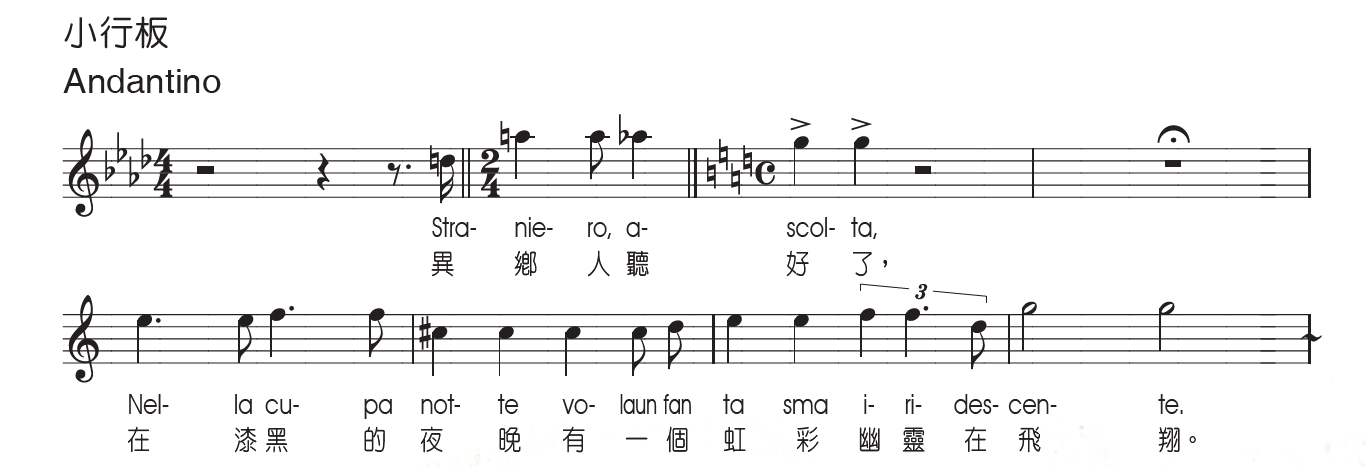 小行板
Andantino
Stra- nie- ro, a- scol- ta,
異 鄉 人 聽 好 了，
3
Nel- la cu- pa not- te vo- laun fan ta sma i- ri- des- cen- te.
在 漆 黑 的 夜 晚 有 一 個 虹 彩 幽 靈 在 飛 翔。